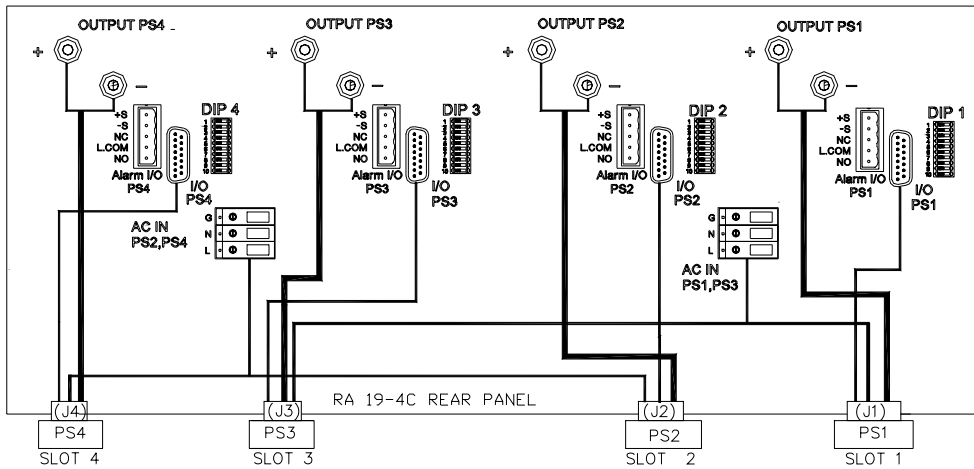 OUTPUT PS4
OUTPUT PS3
OUTPUT PS2
OUTPUT PS1
+ −
+ −
+ −
+ −
DIP 4
+S
-S
NC
L.COM
NO
Alarm I/O
PS4
I/O
PS4
DIP 3
+S
-S
NC
L.COM
NO
Alarm I/O
PS3
I/O
PS3
DIP 2
+S
-S
NC
L.COM
NO
Alarm I/O
PS2
I/O
PS2
DIP 1
+S
-S
NC
L.COM
NO
Alarm I/O
PS1
I/O
PS1
AC IN
PS2,PS4
G
N
L
AC IN
PS1,PS3
G
N
L
RA 19-4C REAR PANEL
(J4)
PS4
SLOT 4
(J3)
PS3
SLOT 3
(J2)
PS2
SLOT 2
(J1)
PS1
SLOT 1